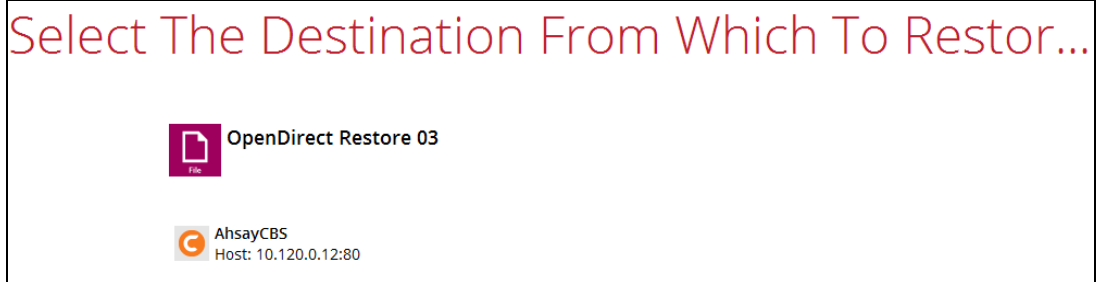 Select The Destination From Which To Restor...
OpenDirect Restore 03
File
AhsayCBS
Host: 10.120.0.12:80